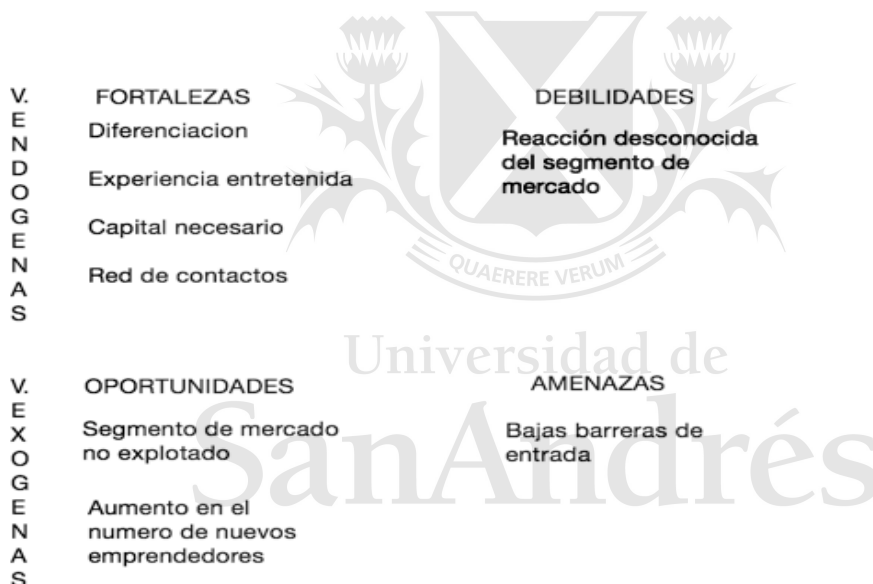 V. ENDOGENAS
FORTALEZAS
Diferenciacion
Experiencia entretenida
Capital necesario
Red de contactos
DEBILIDADES
Reacción desconocida
del segmento de
mercado
QUAERERE VERUM
Universidad de
SanAndrés
V. EXOGENAS
OPORTUNIDADES
Segmento de mercado
no explotado
Aumento en el
numero de nuevos
emprendedores
AMENAZAS
Bajas barreras de
entrada